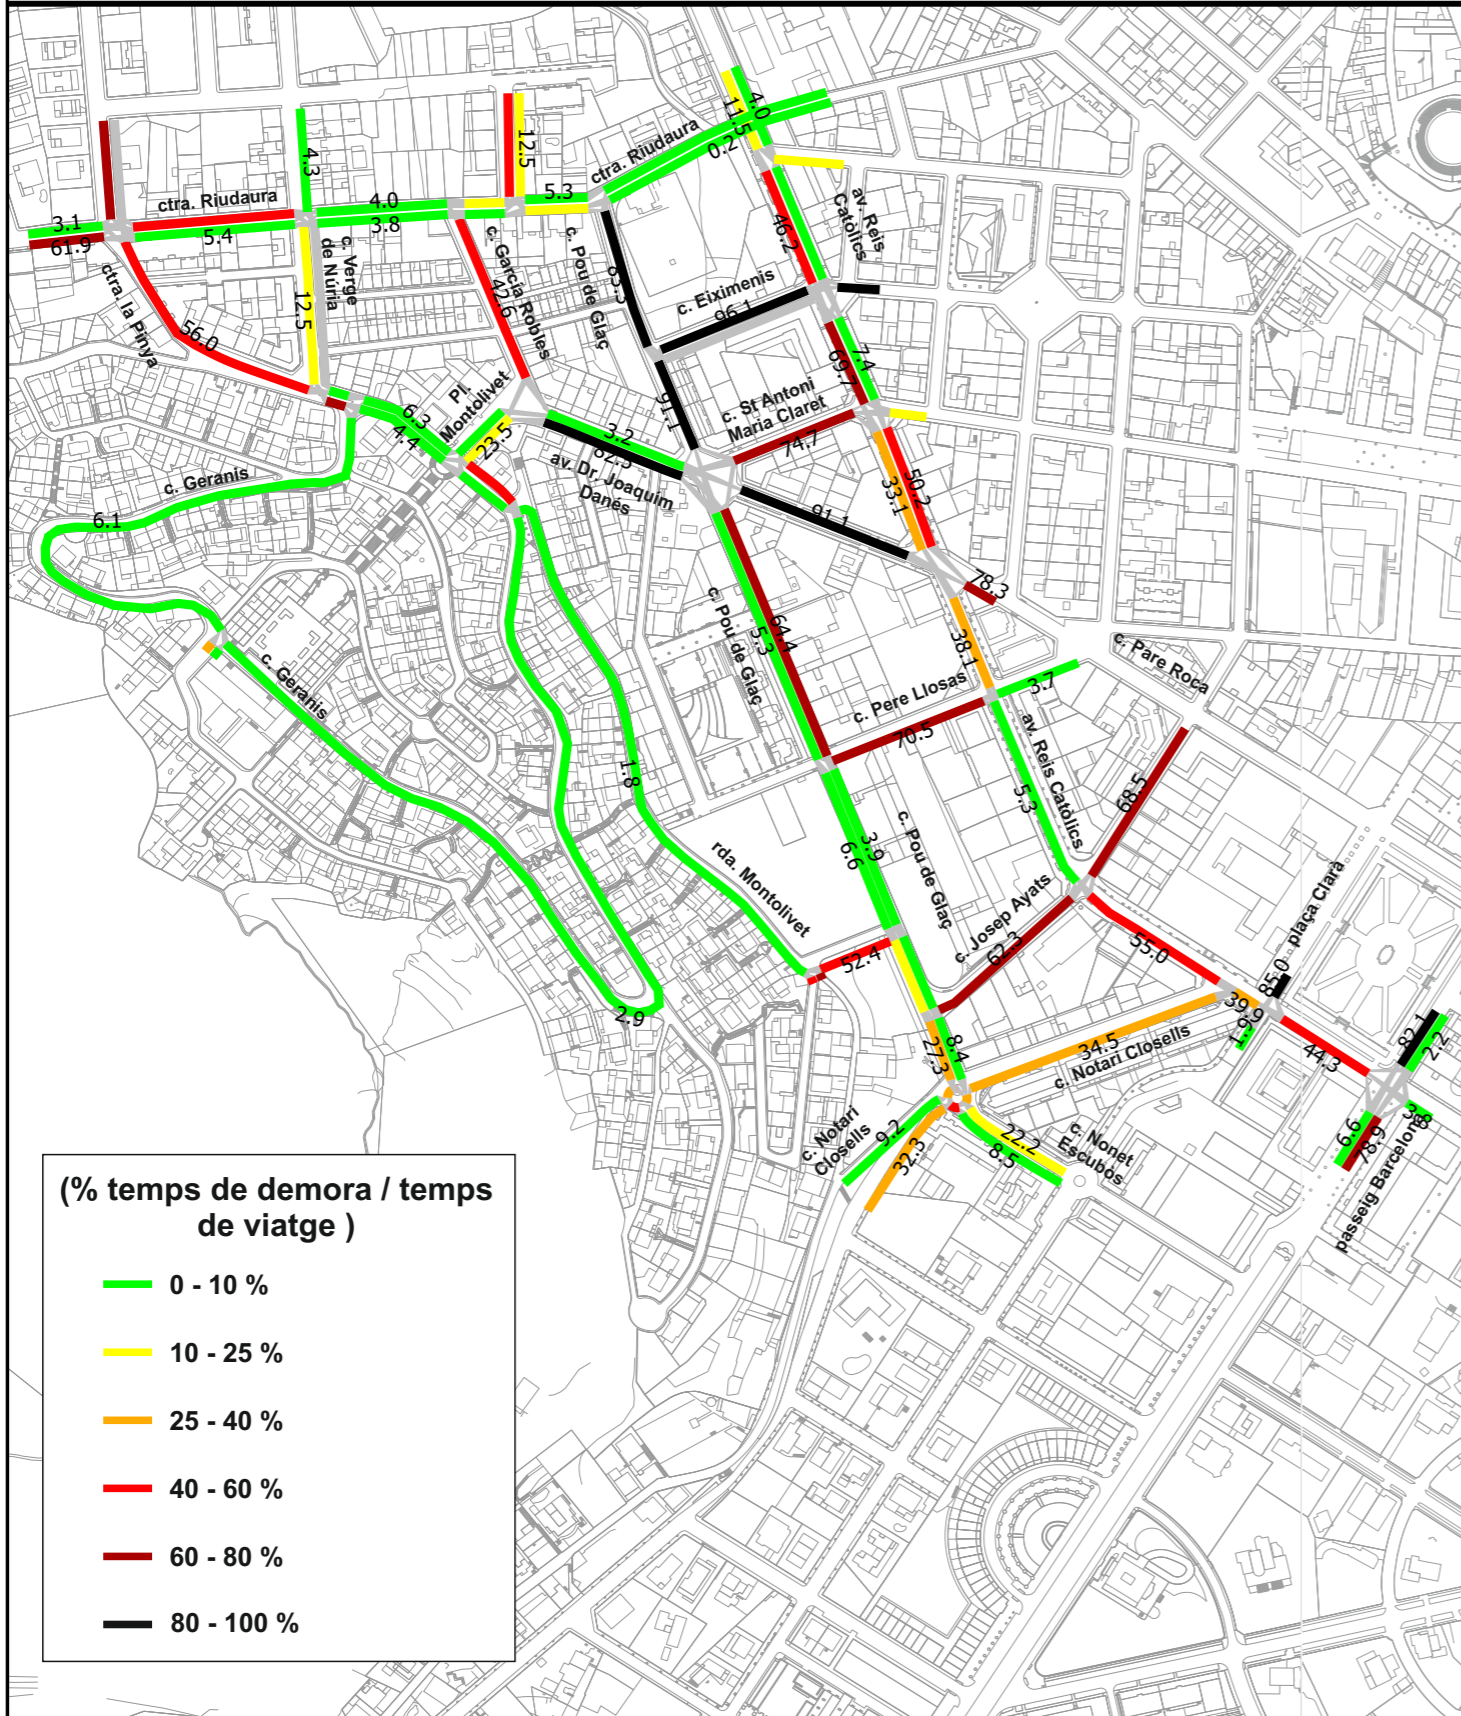 4.0
11.5
0.2
ctra. Riudaura
12.5
4.3
5.3
ctra. Riudaura
4.0
3.8
3.1
61.9
5.4
av. Reis
Catòlics
46.2
c. Verge
de Núria
c. García Robles
c. Pou de Glaç
c. Eiximenis
96.1
ctra. la Pinya
12.5
42.6
56.0
7.4
69.7
Pl.
Montolivet
6.3
4.4
23.5
91.1
c. St Antoni
Maria Claret
74.7
3.2
av. Dr. Joaquim
Danés
50.2
33.1
91.1
c. Geranis
6.1
78.3
c. Geranis
c. Pou de Glaç
64.4
5.3
38.1
c. Pare Roca
c. Pere Llosas
3.7
70.5
av. Reis Catòlics
5.3
1.8
68.5
3.9
6.6
c. Pou de Glaç
rda. Montolivet
52.4
c. Josep Ayats
62.3
55.0
plaça Clarà
85.0
39.9
1.9
2.9
27.3
8.4
34.5
c. Notari Closells
44.3
82.1
2.2
3.8
6.6
78.9
passeig Barcelona
c. Notari
Closells
9.2
32.3
22.2
8.5
c. Nonet
Escubos
(% temps de demora / temps
de viatge )
0 - 10 %
10 - 25 %
25 - 40 %
40 - 60 %
60 - 80 %
80 - 100 %